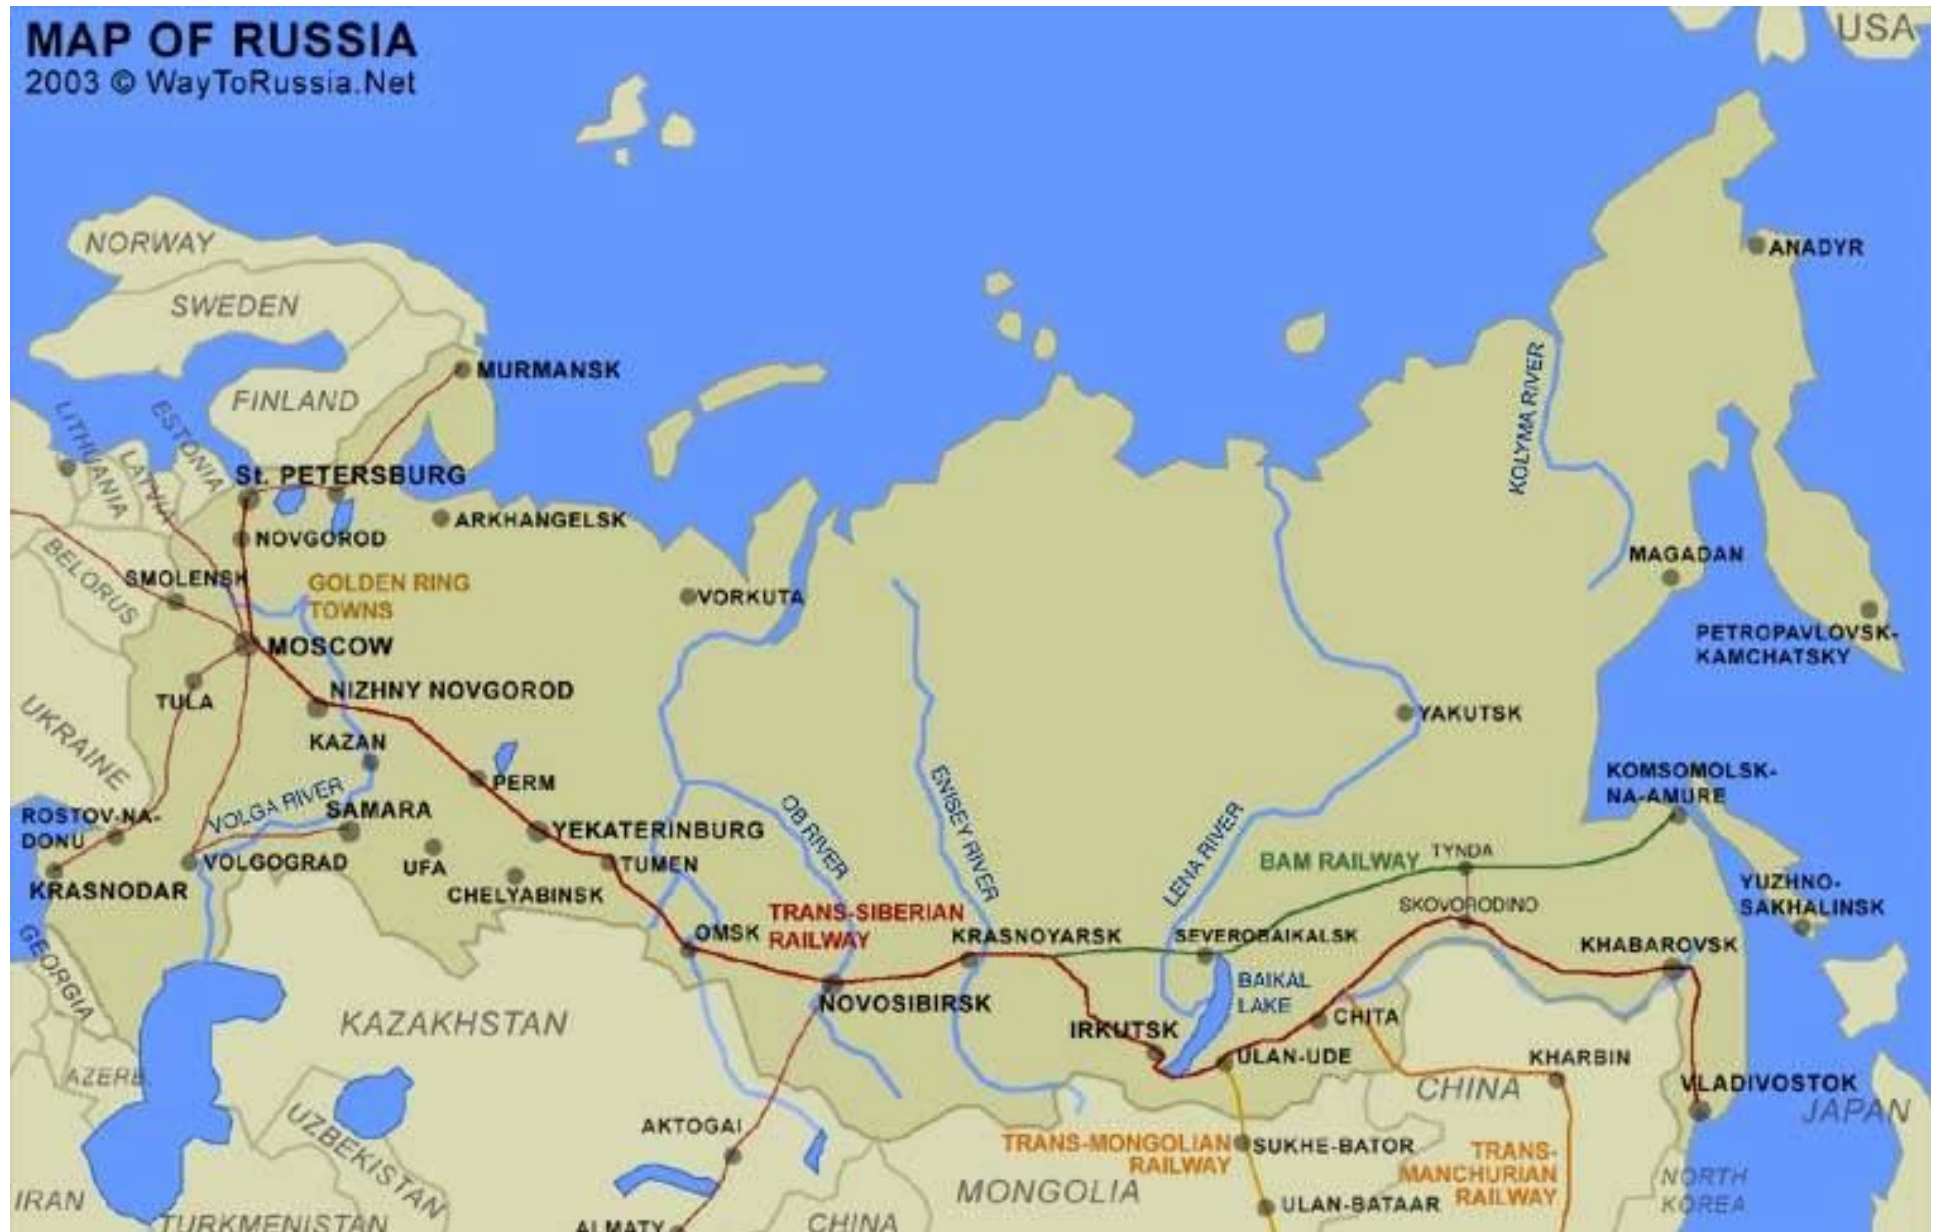 MAP OF RUSSIA
2003 © WayToRussia.Net
USA
NORWAY
SWEDEN
FINLAND
MURMANSK
ANADYR
KOLYMA RIVER
LITHUANIA
LATVIA
ESTONIA
St. PETERSBURG
ARKHANGELSK
NOVGOROD
BELORUS
SMOLENSK
GOLDEN RING
TOWNS
VORKUTA
MAGADAN
PETROPAVLOVSK-
KAMCHATSKY
MOSCOW
TULA
NIZHNY NOVGOROD
UKRAINE
KAZAN
PERM
YAKUTSK
KOMSOMOLSK-
NA-AMURE
ROSTOV-NA-
DONU
VOLGA RIVER
SAMARA
YEKATERINBURG
OB RIVER
ENISEY RIVER
LENA RIVER
BAM RAILWAY
TYNDA
KRASNODAR
VOLGOGRAD
UFA
CHELYABINSK
TUMEN
SKOVORODINO
YUZHNO-
SAKHALINSK
GEORGIA
OMSK
TRANS-SIBERIAN
RAILWAY
KRASNOYARSK
SEVEROBAIKALSK
KHABAROVSK
KAZAKHSTAN
NOVOSIBIRSK
BAIKAL
LAKE
IRKUTSK
CHITA
ULAN-UDE
KHARBIN
AZERB.
CHINA
VLADIVOSTOK
JAPAN
UZBEKISTAN
AKTOGAI
TRANS-MONGOLIAN
RAILWAY
SUKHE-BATOR
TRANS-
MANCHURIAN
RAILWAY
NORTH
KOREA
IRAN
TURKMENISTAN
ALMATY
CHINA
MONGOLIA
ULAN-BATAAR